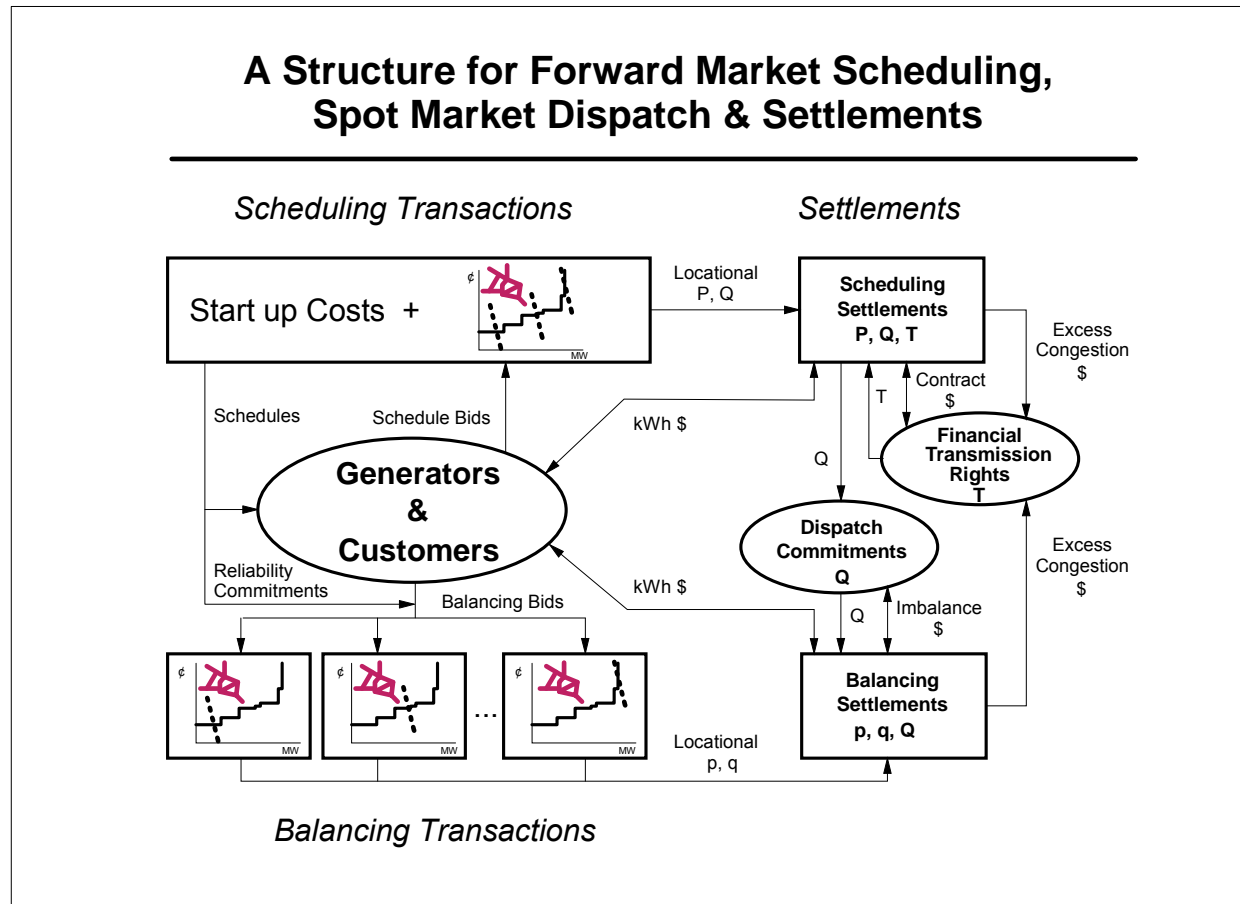 A Structure for Forward Market Scheduling,
Spot Market Dispatch & Settlements
Scheduling Transactions
Settlements
Start up Costs +
¢
MW
Locational
P, Q
Scheduling
Settlements
P, Q, T
Excess
Congestion
$
Schedules
Schedule Bids
kWh $
T
Contract
$
Q
Financial
Transmission
Rights
T
Generators
&
Customers
Dispatch
Commitments
Q
Reliability
Commitments
Balancing Bids
kWh $
Q
Imbalance
$
Excess
Congestion
$
¢
MW
¢
MW
...
¢
MW
Balancing
Settlements
p, q, Q
Locational
p, q
Balancing Transactions